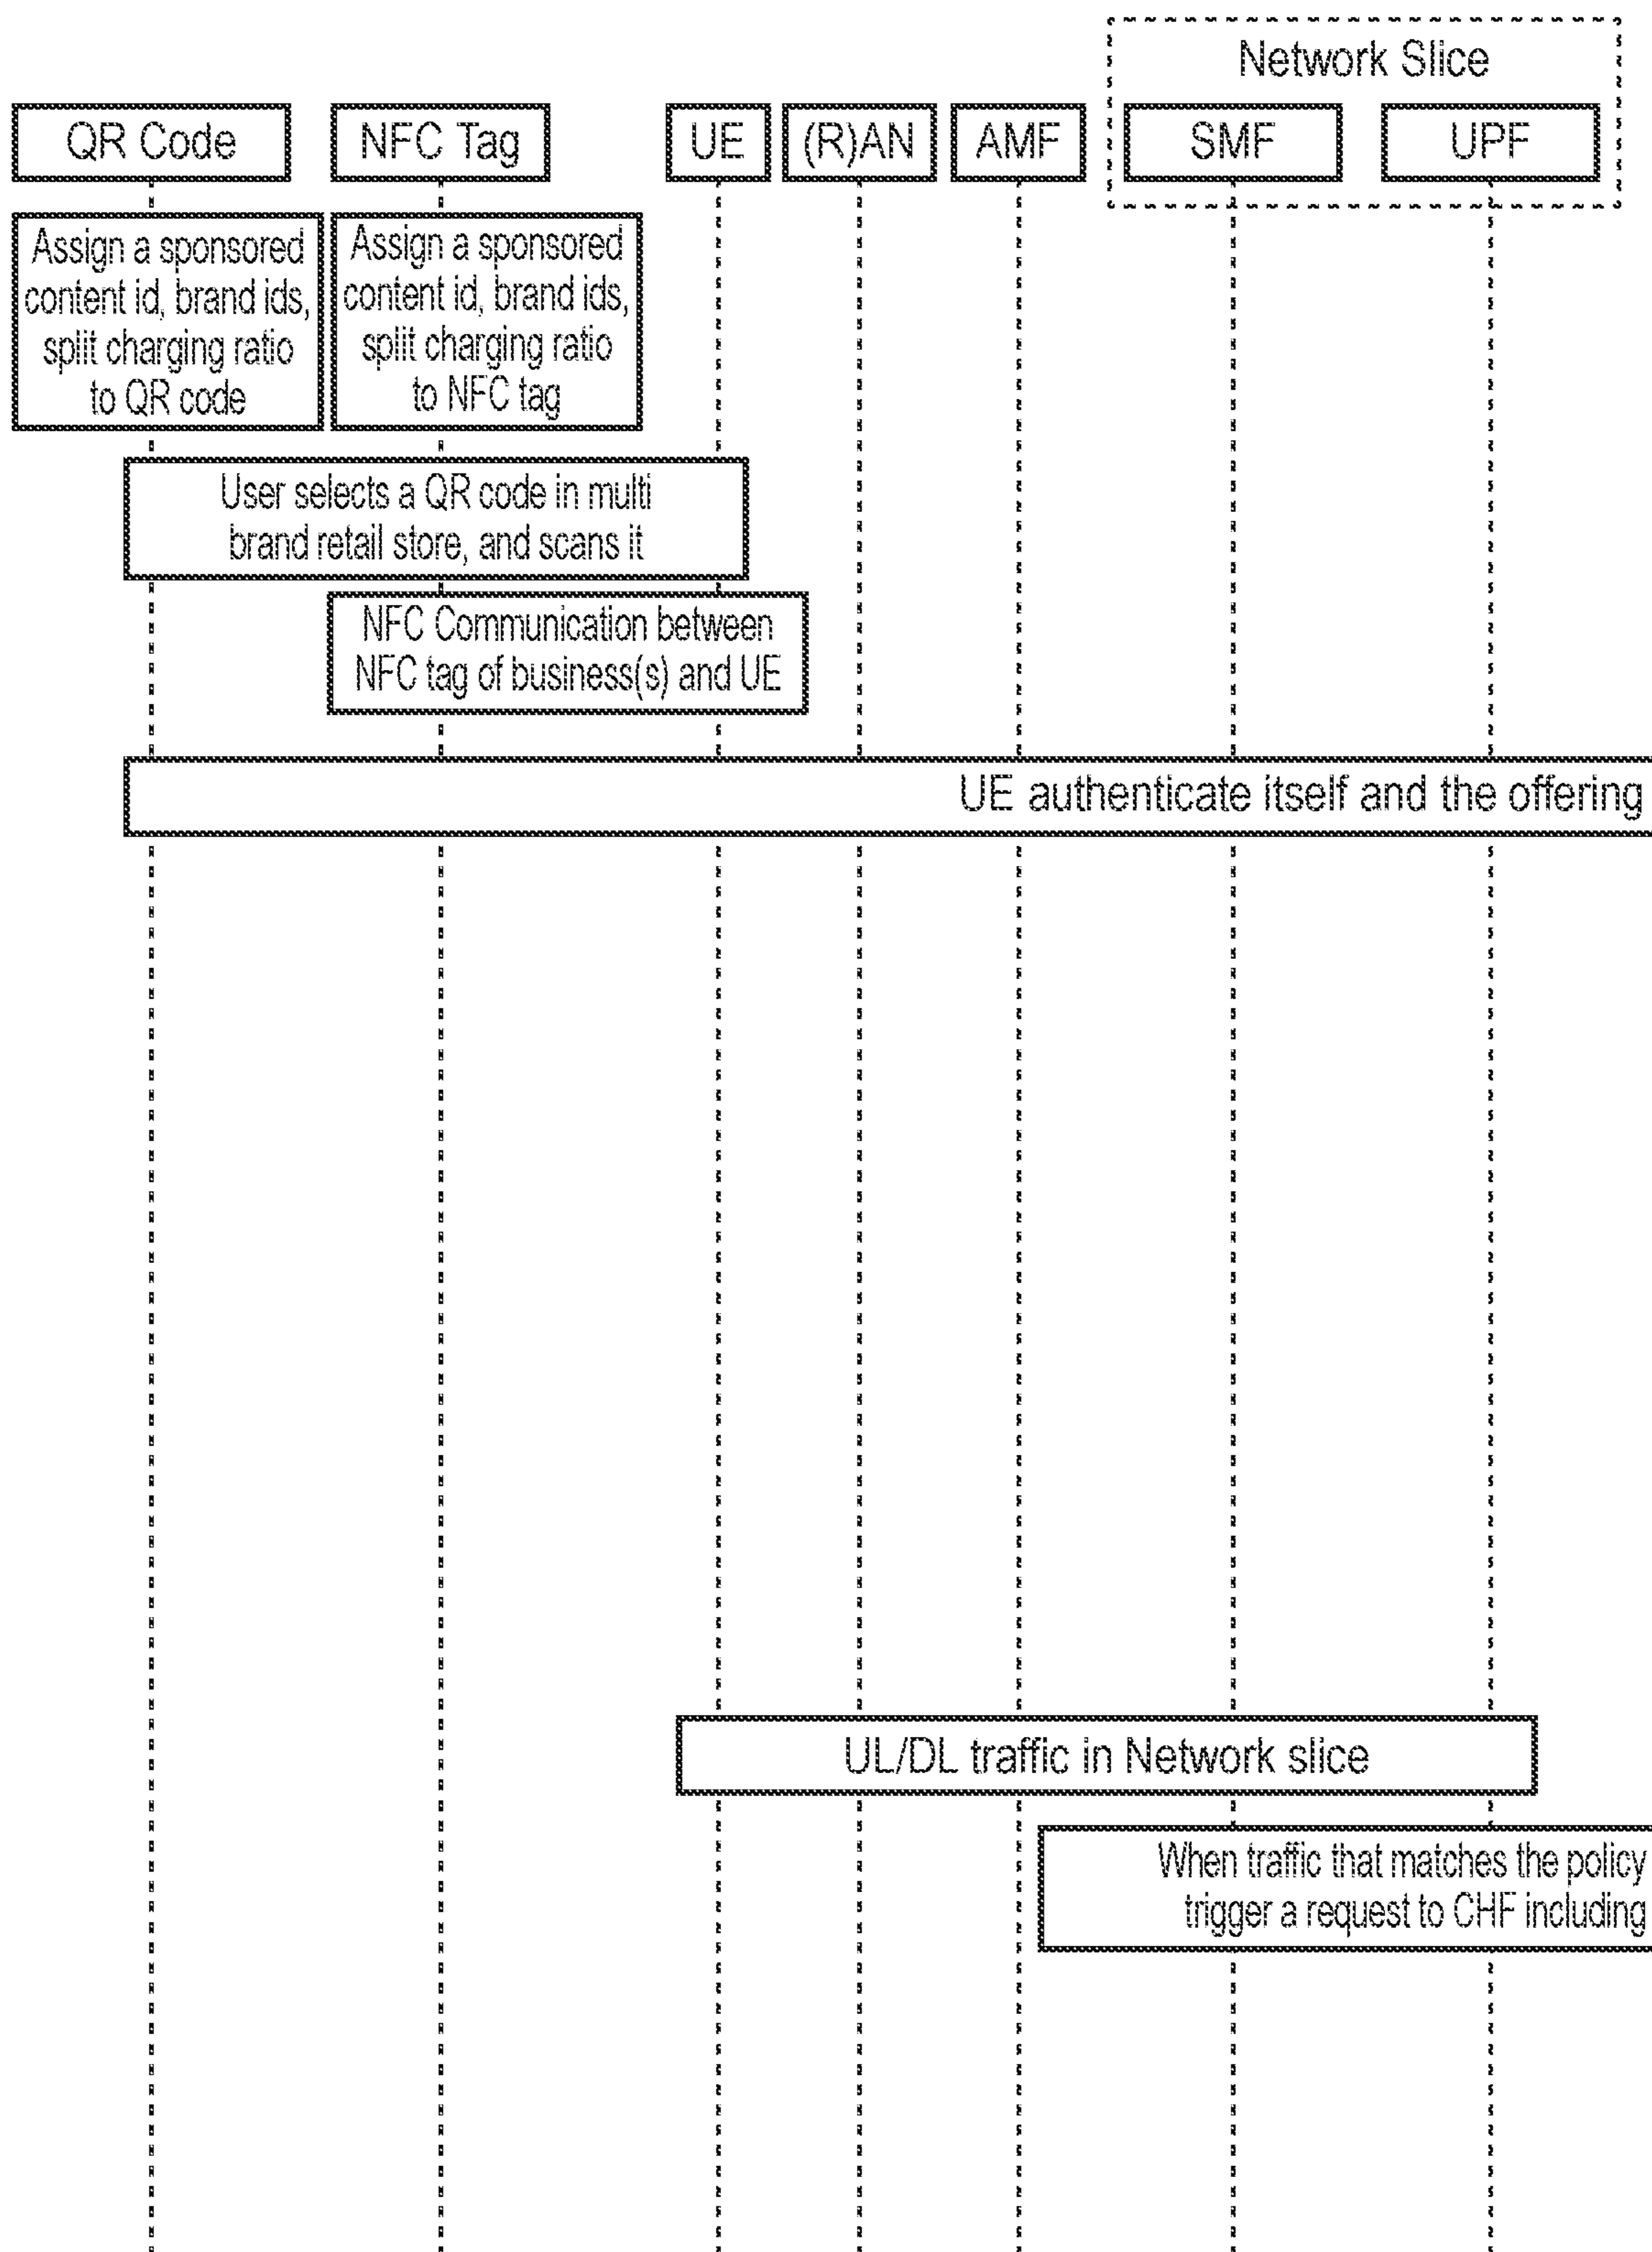 Network Slice
QR Code
NFC Tag
UE
(R)AN
AMF
SMF
UPF
Assign a sponsored
content id, brand ids,
split charging ratio
to QR code
Assign a sponsored
content id, brand ids,
split charging ratio
to NFC tag
User selects a QR code in multi
brand retail store, and scans it
NFC Communication between
NFC tag of business(s) and UE
UE authenticate itself and the offering
UL/DL traffic in Network slice
When traffic that matches the policy
trigger a request to CHF including